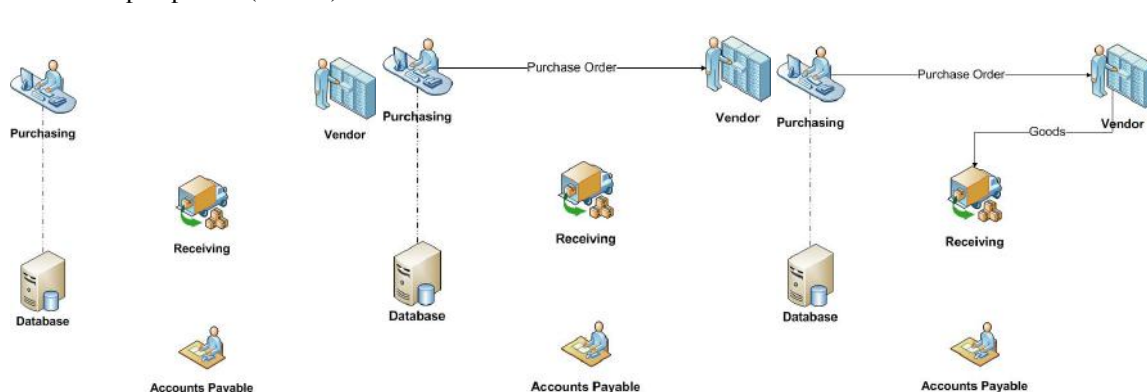 Purchase Order
Purchase Order
Purchasing
Vendor
Purchasing
Vendor
Purchasing
Vendor
Goods
Receiving
Receiving
Receiving
Database
Database
Database
Accounts Payable
Accounts Payable
Accounts Payable